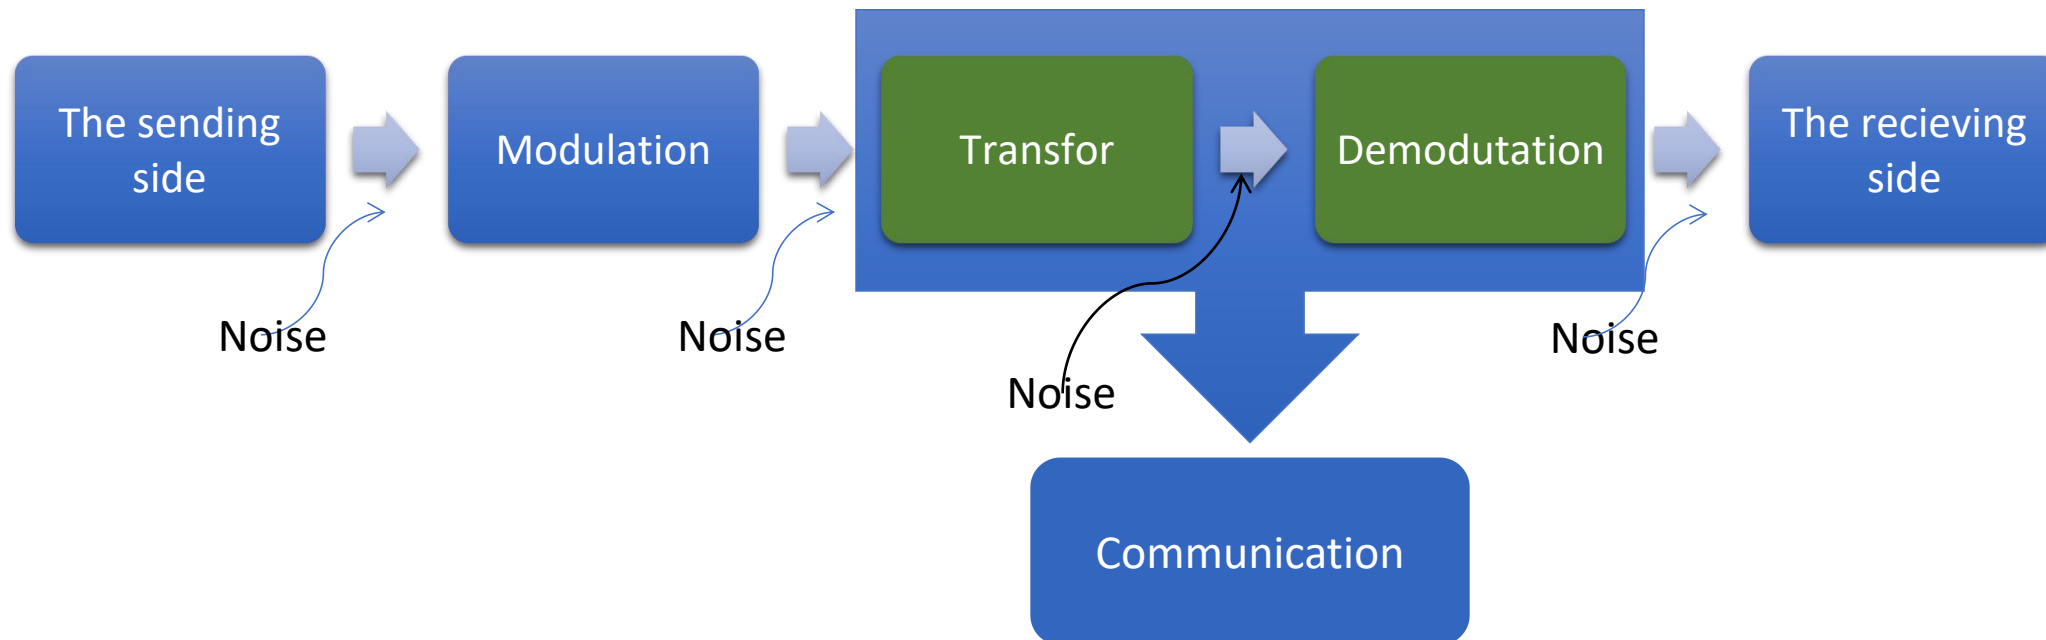 The sending
side
Modulation
Transfor
Demodutation
The recieving
side
Noise
Noise
Noise
Noise
Communication